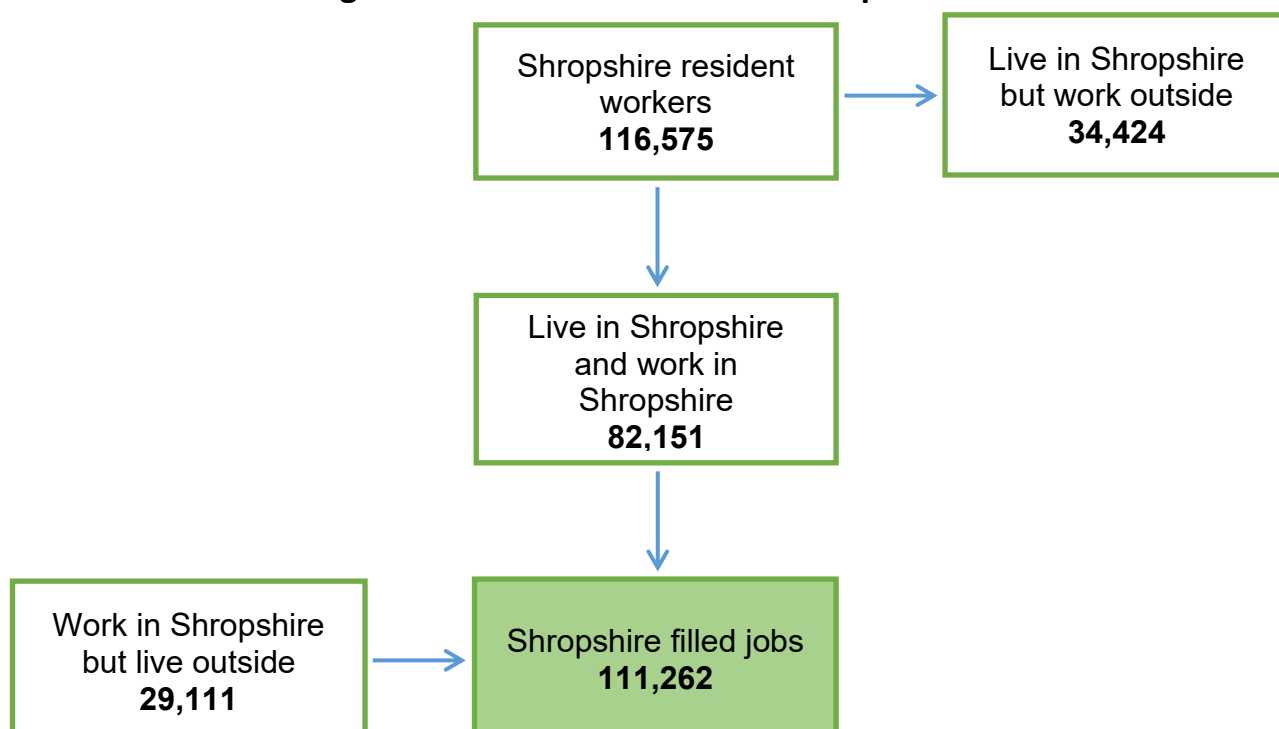 Shropshire resident
workers
116,575
Live in Shropshire
but work outside
34,424
Live in Shropshire
and work in
Shropshire
82,151
Work in Shropshire
but live outside
29,111
Shropshire filled jobs
111,262